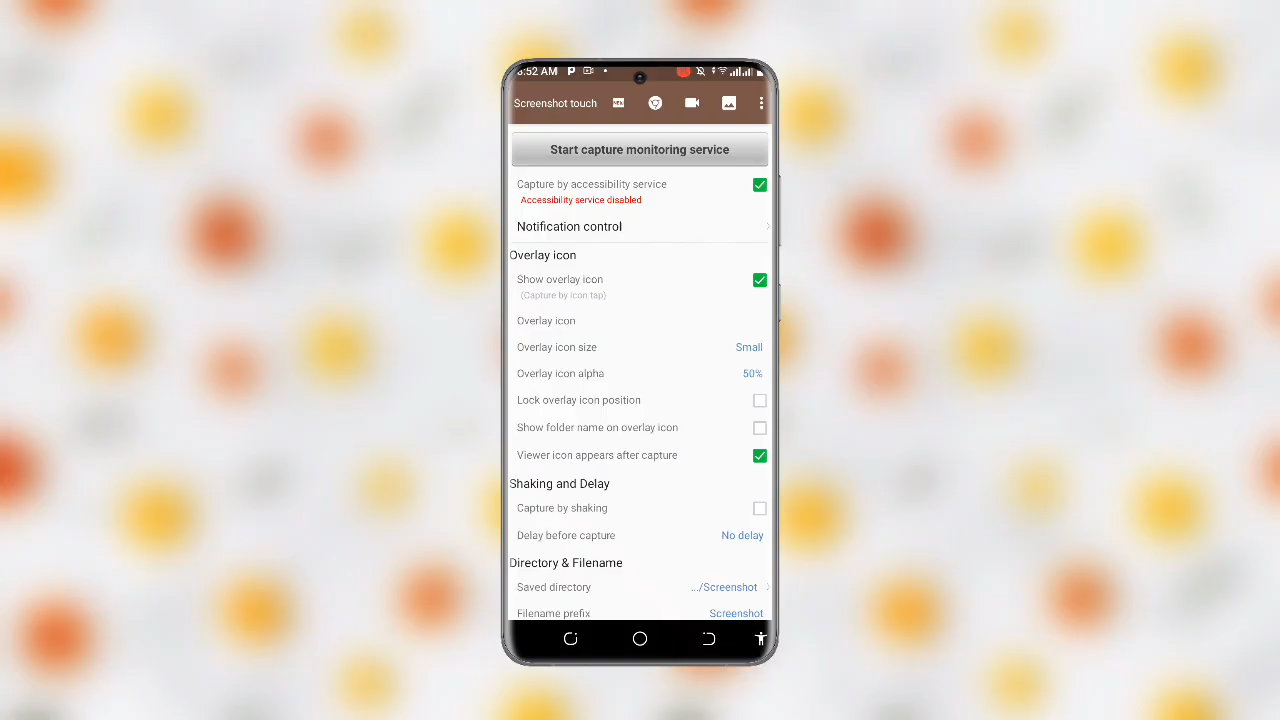 :52 AM
Screenshot touch
NEW
Start capture monitoring service
Capture by accessibility service
Accessibility service disabled
Notification control
Overlay icon
Show overlay icon
(Capture by icon tap)
Overlay icon
Overlay icon size Small
Overlay icon alpha 50%
Lock overlay icon position
Show folder name on overlay icon
Viewer icon appears after capture
Shaking and Delay
Capture by shaking
Delay before capture No delay
Directory & Filename
Saved directory .../Screenshot
Filename prefix Screenshot